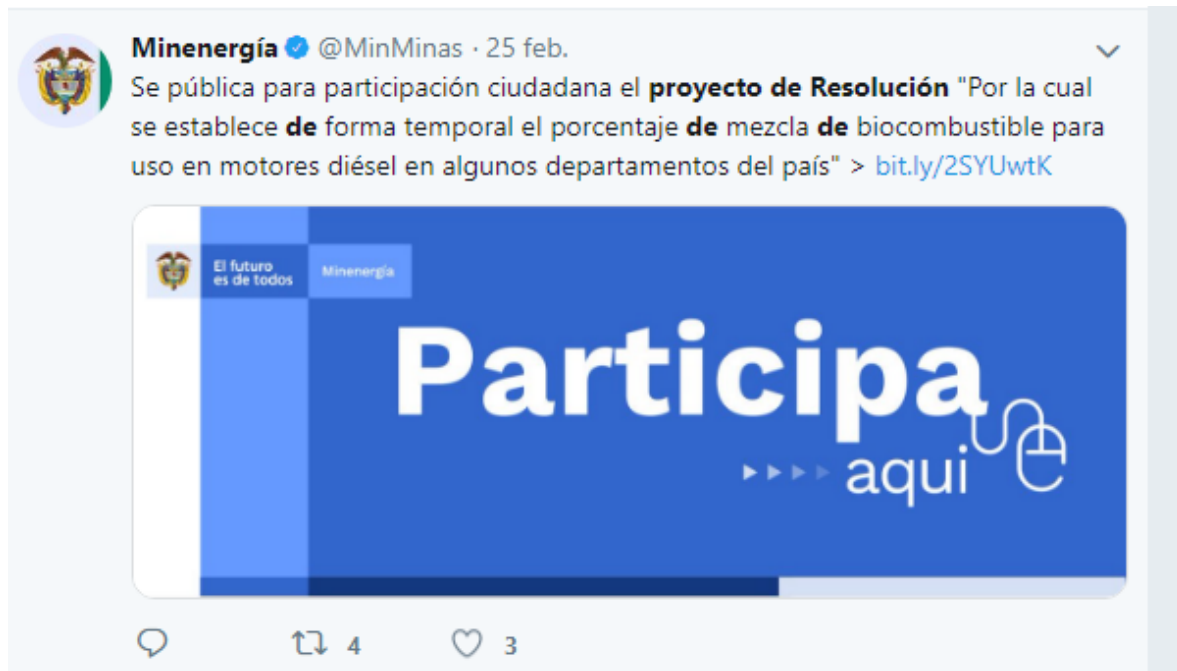 Minenergía @MinMinas · 25 feb.
Se pública para participación ciudadana el proyecto de Resolución "Por la cual
se establece de forma temporal el porcentaje de mezcla de biocombustible para
uso en motores diésel en algunos departamentos del país" > bit.ly/2SYUwtK
El futuro
es de todos
Minenergía
Participa
aqui
4 3